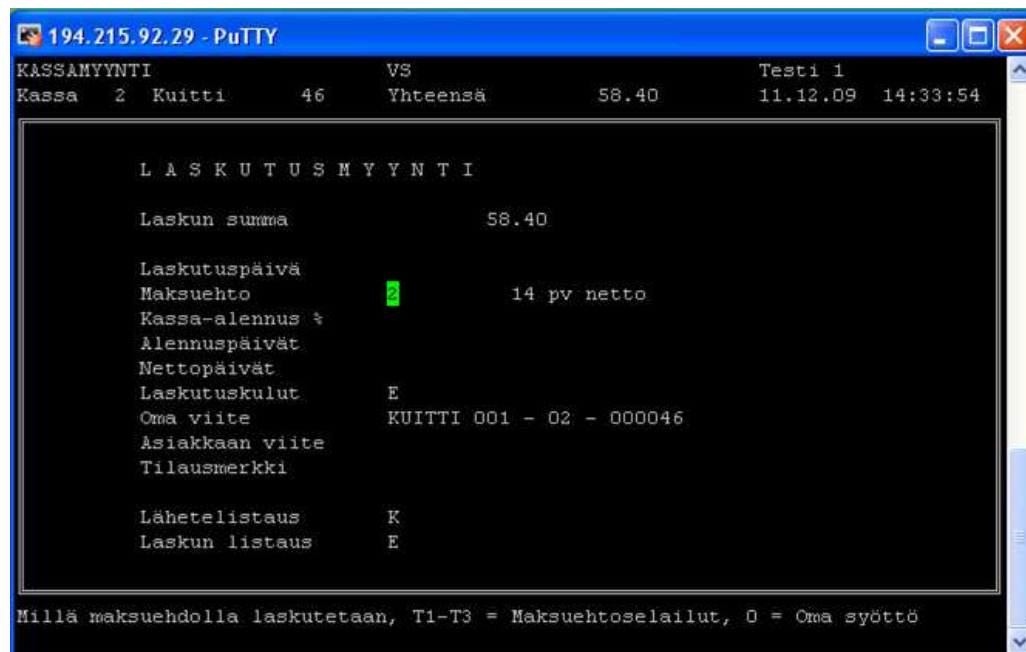 194.215.92.29 - PuTTY
KASSAMYYNTI VS Testi 1
Kassa 2 Kuitti 46 Yhteensä 58.40 11.12.09 14:33:54
L A S K U T U S M Y Y N T I
Laskun summa 58.40
Laskutuspäivä
Maksuehto 2 14 pv netto
Kassa-alennus %
Alennuspäivät
Nettopäivät
Laskutuskulut E
Oma viite KUITTI 001 - 02 - 000046
Asiakkaan viite
Tilausmerkki
Lähetelistaus K
Laskun listaus E
Millä maksuehdolla laskutetaan, T1-T3 = Maksuehtoselailut, 0 = Oma syöttö